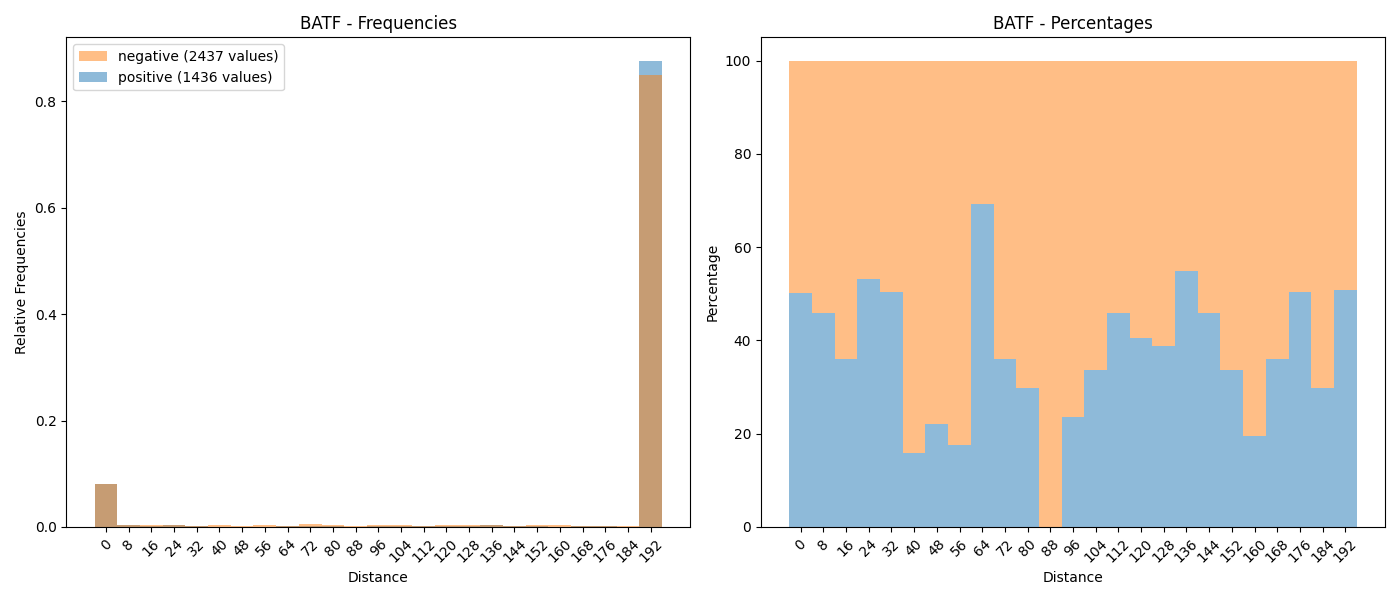 BATF - Frequencies
negative (2437 values)
positive (1436 values)
Relative Frequencies
0.8
0.6
0.4
0.2
0.0
0 8 16 24 32 40 48 56 64 72 80 88 96 104 112 120 128 136 144 152 160 168 176 184 192
Distance
BATF - Percentages
Percentage
100
80
60
40
20
0
0 8 16 24 32 40 48 56 64 72 80 88 96 104 112 120 128 136 144 152 160 168 176 184 192
Distance